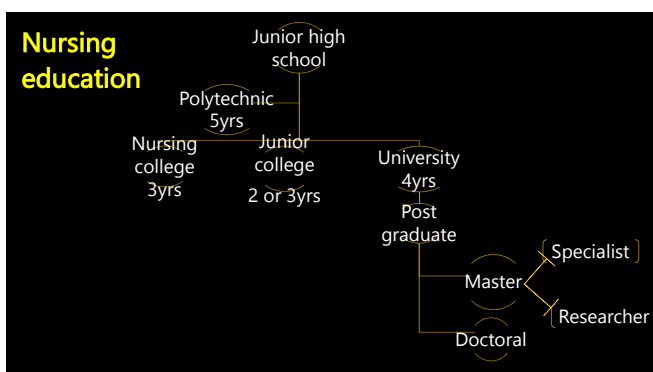 Nursing
education
Junior high
school
Polytechnic
5yrs
Nursing
college
3yrs
Junior
college
2 or 3yrs
University
4yrs
Post
graduate
Master
Specialist
Researcher
Doctoral